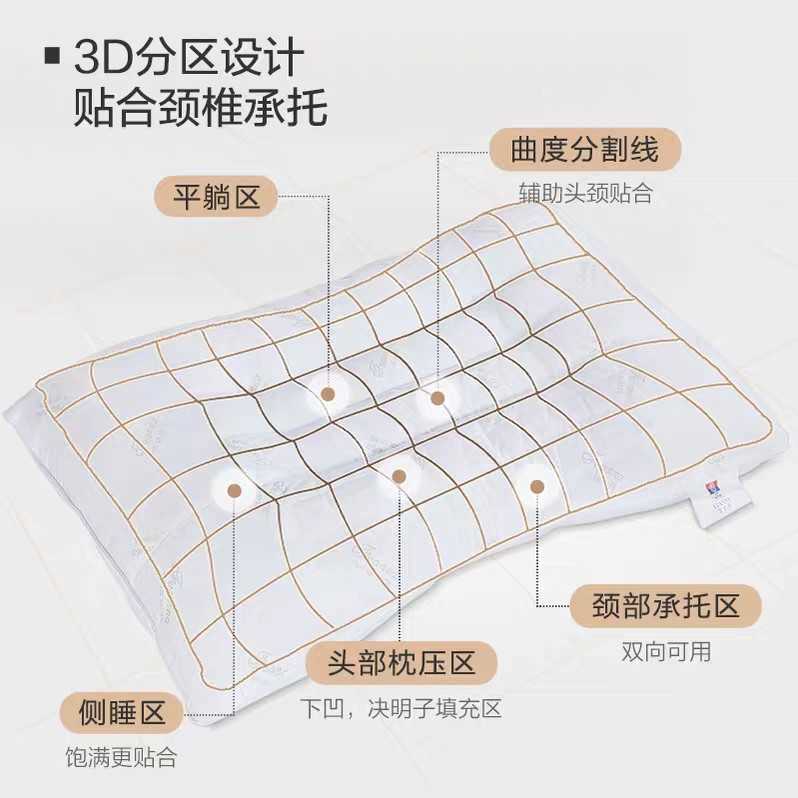 3D分区设计
贴合颈椎承托
曲度分割线
辅助头颈贴合
平躺区
颈部承托区
双向可用
头部枕压区
下凹，决明子填充区
侧睡区
饱满更贴合